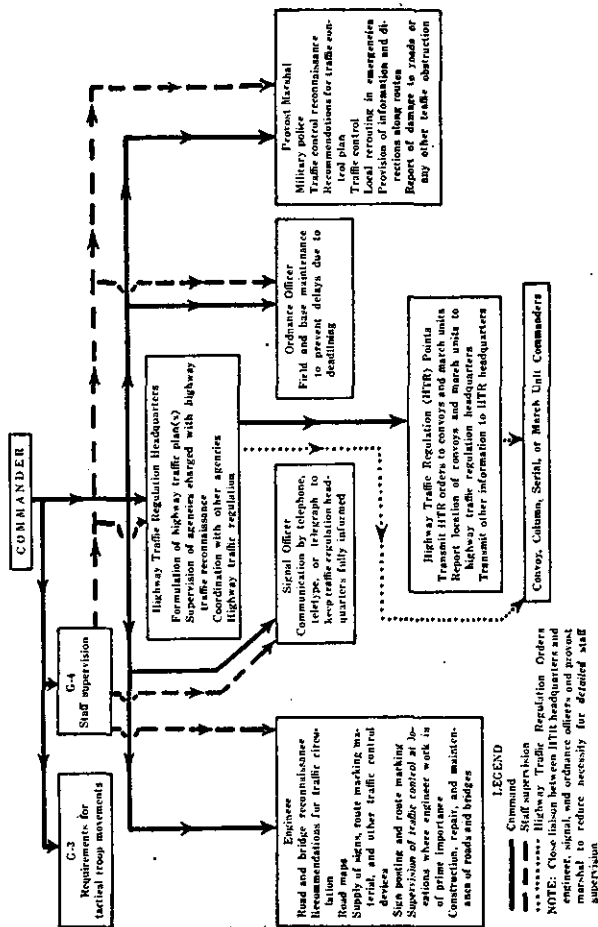 COMMANDER
G-3
Requirements for
tactical troop movements
G-4
Staff supervision
Highway Traffic Regulation Headquarters
Formulation of highway traffic plan(s)
Supervision of agencies charged with highway
traffic reconnaissance
Coordination with other agencies
Highway traffic regulation
Engineer
Road and bridge reconnaissance
Recommendations for traffic circu-
lation
Road maps
Supply of signs, route marking ma-
terial, and other traffic control
devices
Sign posting and route marking
Supervision of traffic control at lo-
cations where engineer work is
of prime importance
Construction, repair, and mainten-
ance of roads and bridges
Signal Officer
Communication by telephone,
teletype, or telegraph to
keep traffic regulation head-
quarters fully informed
Ordnance Officer
Field and base maintenance
to prevent delays due to
deadlining
Provost Marshal
Military police
Traffic control reconnaissance
Recommendations for traffic con-
trol plan
Traffic control
Local rerouting in emergencies
Provision of information and di-
rections along routes
Report of damage to roads or
any other traffic obstruction
Highway Traffic Regulation (HTR) Points
Transmit HTR orders to convoys and march units
Report location of convoys and march units to
highway traffic regulation headquarters
Transmit other information to HTR headquarters
Convoy, Column, Serial, or March Unit Commanders
LEGEND
Command
Staff supervision
Highway Traffic Regulation Orders
NOTE: Close liaison between HTR headquarters and
engineer, signal, and ordnance officers and provost
marshal to reduce necessity for detailed staff
supervision